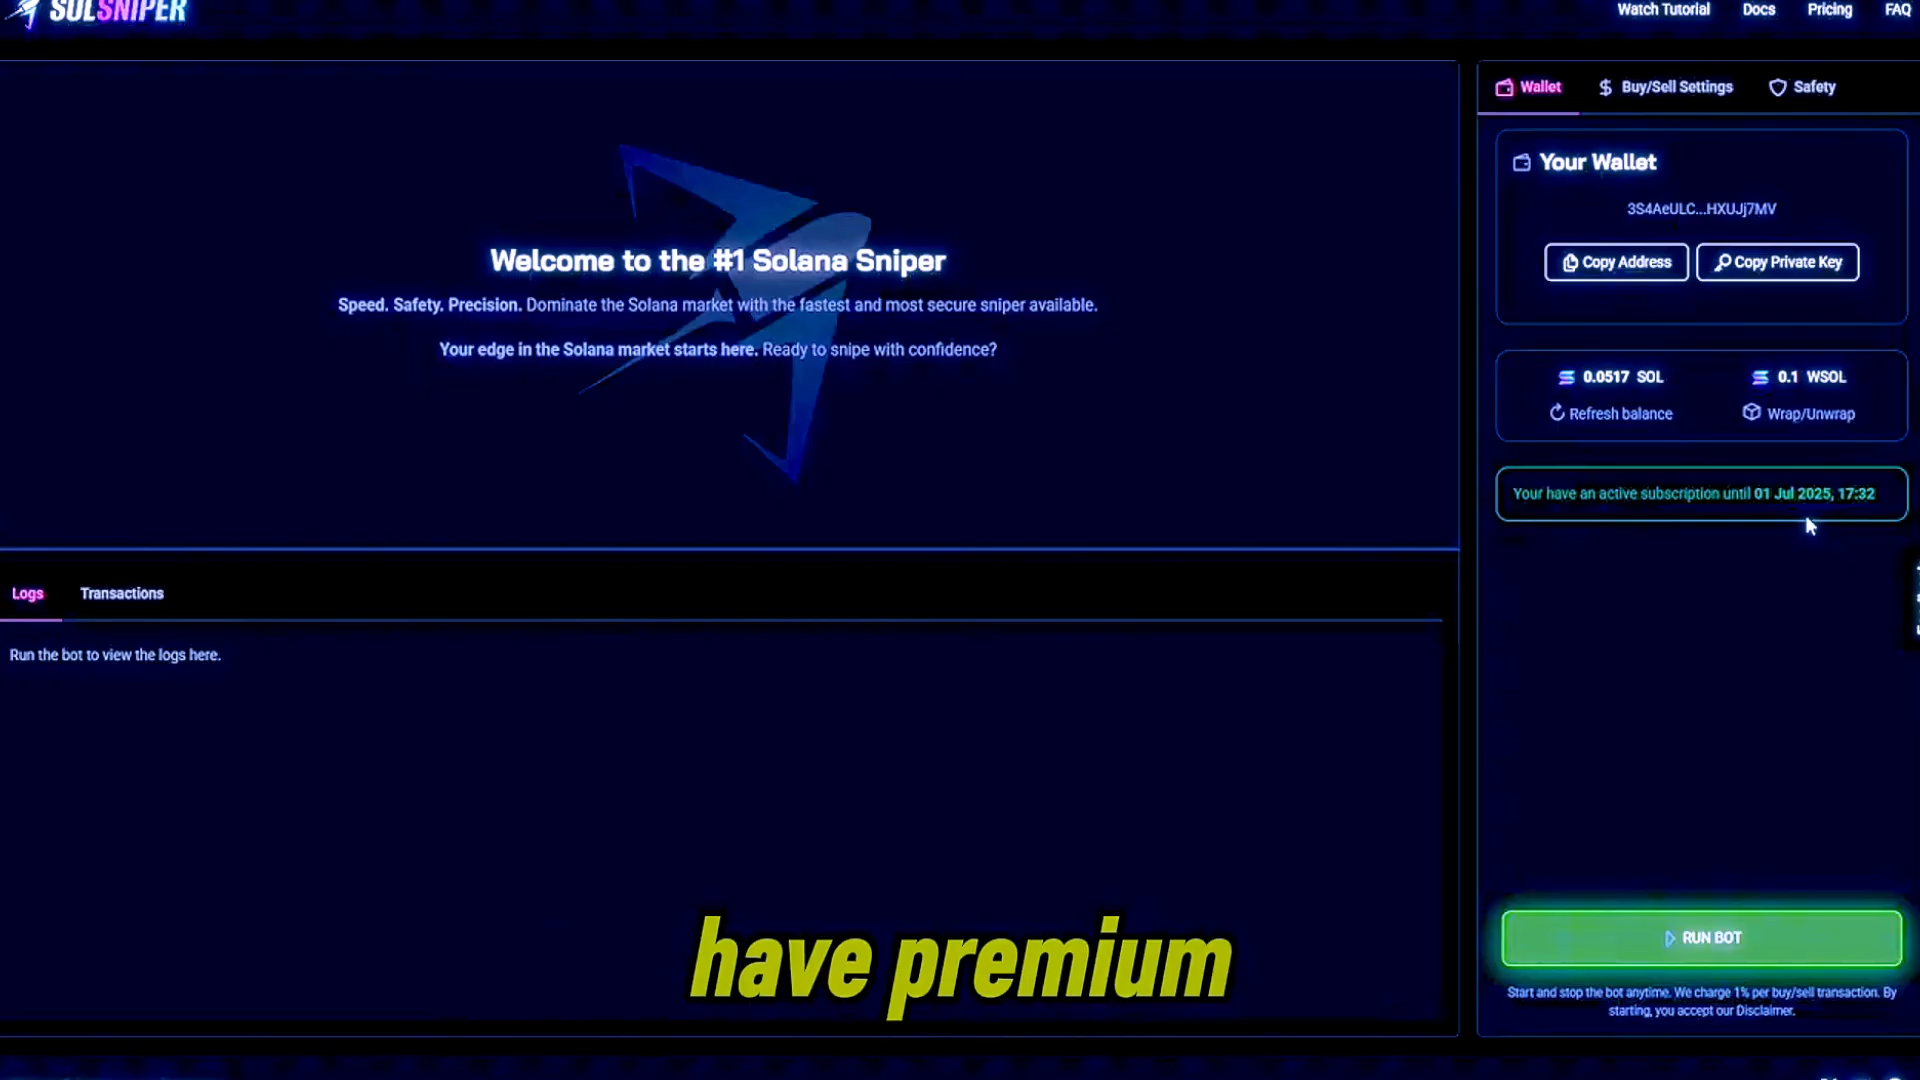 SOLSNIPER
Watch Tutorial
Docs
Pricing
FAQ
Wallet
Buy/Sell Settings
Safety
Your Wallet
3S4AeULC...HXUJj7MV
Copy Address
Copy Private Key
Welcome to the #1 Solana Sniper
Speed. Safety. Precision. Dominate the Solana market with the fastest and most secure sniper available.
Your edge in the Solana market starts here. Ready to snipe with confidence?
0.0517 SOL
0.1 WSOL
Refresh balance
Wrap/Unwrap
Your have an active subscription until 01 Jul 2025, 17:32
Logs
Transactions
Run the bot to view the logs here.
have premium
RUN BOT
Start and stop the bot anytime. We charge 1% per buy/sell transaction. By
starting, you accept our Disclaimer.